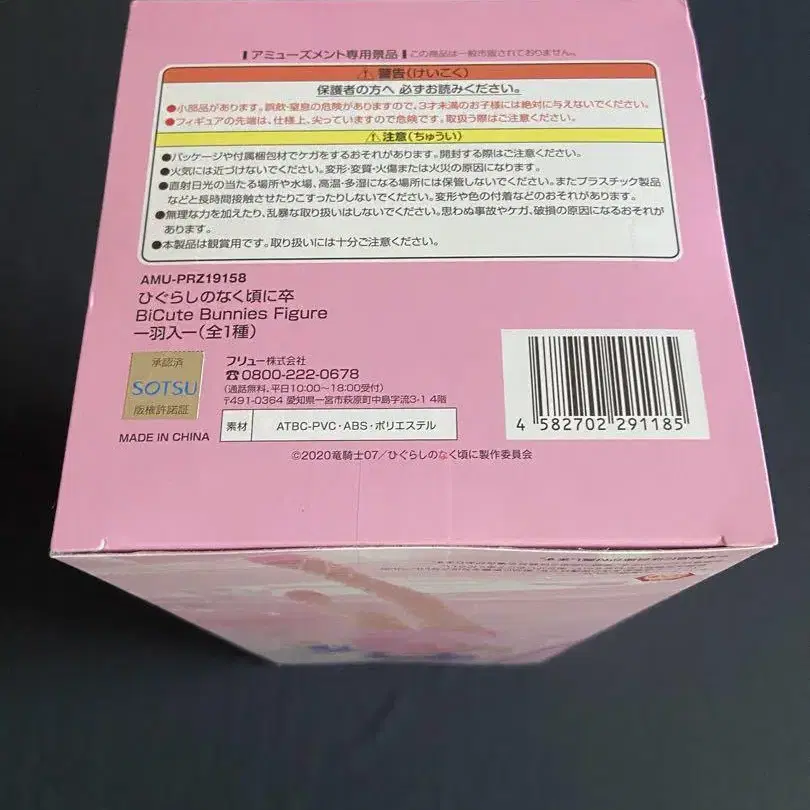 アミューズメント専用景品 この商品は一般市販されておりません。
⚠警告(けいこく)
保護者の方へ 必ずお読みください。
●小部品があります。誤飲・窒息の危険がありますので、3才未満のお子様には絶対に与えないでください。
●フィギュアの先端は、仕様上、尖っていますので危険です。取扱う際はご注意ください。
⚠注意(ちゅうい)
●パッケージや付属梱包材でケガをするおそれがあります。開封する際はご注意ください。
●火気には近づけないでください。変形・変質・火傷または火災の原因になります。
●直射日光の当たる場所や水場、高温・多湿になる場所には保管しないでください。またプラスチック製品
などと長時間接触させたりこすったりしないでください。変形や色の付着などのおそれがあります。
●無理な力を加えたり、乱暴な取り扱いはしないでください。思わぬ事故やケガ、破損の原因になるおそれが
あります。
●本製品は観賞用です。取り扱いには十分ご注意ください。
AMU-PRZ19158
ひぐらしのなく頃に卒
BiCute Bunnies Figure
ー羽入ー(全1種)
承認済
SOTSU
版権許諾証
フリュー株式会社
☎0800-222-0678
(通話無料、平日10:00~18:00受付)
〒491-0364 愛知県一宮市萩原町中島字流3-1 4階
MADE IN CHINA
素材 ATBC-PVC・ABS・ポリエステル
4 582702 291185
©2020竜騎士07/ひぐらしのなく頃に製作委員会